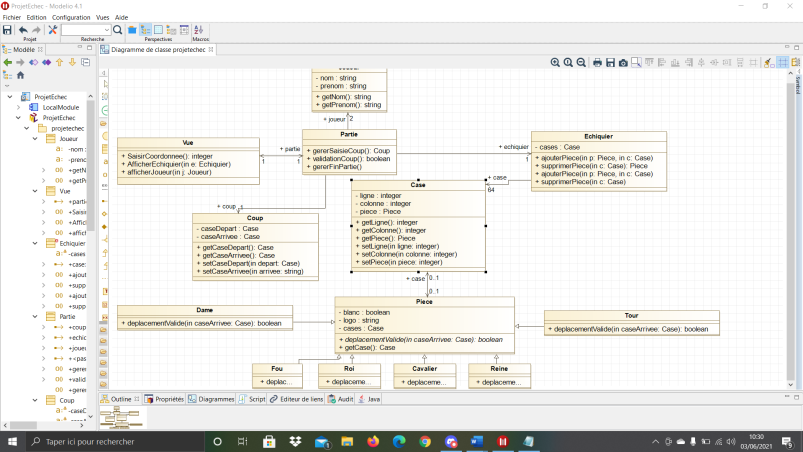 ProjetEchec - Modelio 4.1
Fichier Edition Configuration Vues Aide
Projet Recherche Perspectives Macros
Modèle
Diagramme de classe projetechec
ProjetEchec
LocalModule
ProjetEchec
projetechec
Joueur
-nom :
-prenc
+getNo
+getP
Vue
+parti
+Saisi
+Affic
+affic
Echiquier
-cases
+case:
+ajout
+supp
+ajout
+supp
Partie
+coup
+echic
+joue
+<pas
+gere
+valid
+gere
Coup
-caseD
- nom : string
- prenom : string
+ getNom(): string
+ getPrenom(): string
+ joueur 2
Vue
+ SaisirCoordonnee(): integer
+ AfficherEchiquier(in e: Echiquier)
+ afficherJoueur(in j: Joueur)
+ partie
1 1
Partie
+ gererSaisieCoup(): Coup
+ validationCoup(): boolean
+ gererFinPartie()
+ echiquier
1
Echiquier
- cases : Case
+ ajouterPiece(in p: Piece, in c: Case)
+ supprimerPiece(in c: Case)
+ ajouterPiece(in p: Piece, in c: Case)
+ supprimerPiece(in c: Case)
+ case
64
Case
- ligne : integer
- colonne : integer
- piece : Piece
+ getLigne(): integer
+ getColonne(): integer
+ getPiece(): Piece
+ setLigne(in ligne: integer)
+ setColonne(in colonne: integer)
+ setPiece(in piece: integer)
+ coup 1
Coup
- caseDepart : Case
- caseArrivee : Case
+ getCaseDepart(): Case
+ getCaseArrivee(): Case
+ setCaseDepart(in depart: Case)
+ setCaseArrivee(in arrivee: string)
+ case 0..1
0..1
Dame
+ deplacementValide(in caseArrivee: Case): boolean
Piece
- blanc : boolean
- logo : string
- cases : Case
+ deplacementValide(in caseArrivee: Case): boolean
+ getCase(): Case
Tour
+ deplacementValide(in caseArrivee: Case): boolean
Fou
+ deplac...
Roi
+ deplaceme...
Cavalier
+ deplaceme...
Reine
+ deplaceme...
Symbol
Outline Propriétés Diagrammes Script Editeur de liens Audit Java
Taper ici pour rechercher
10:30
03/06/2021